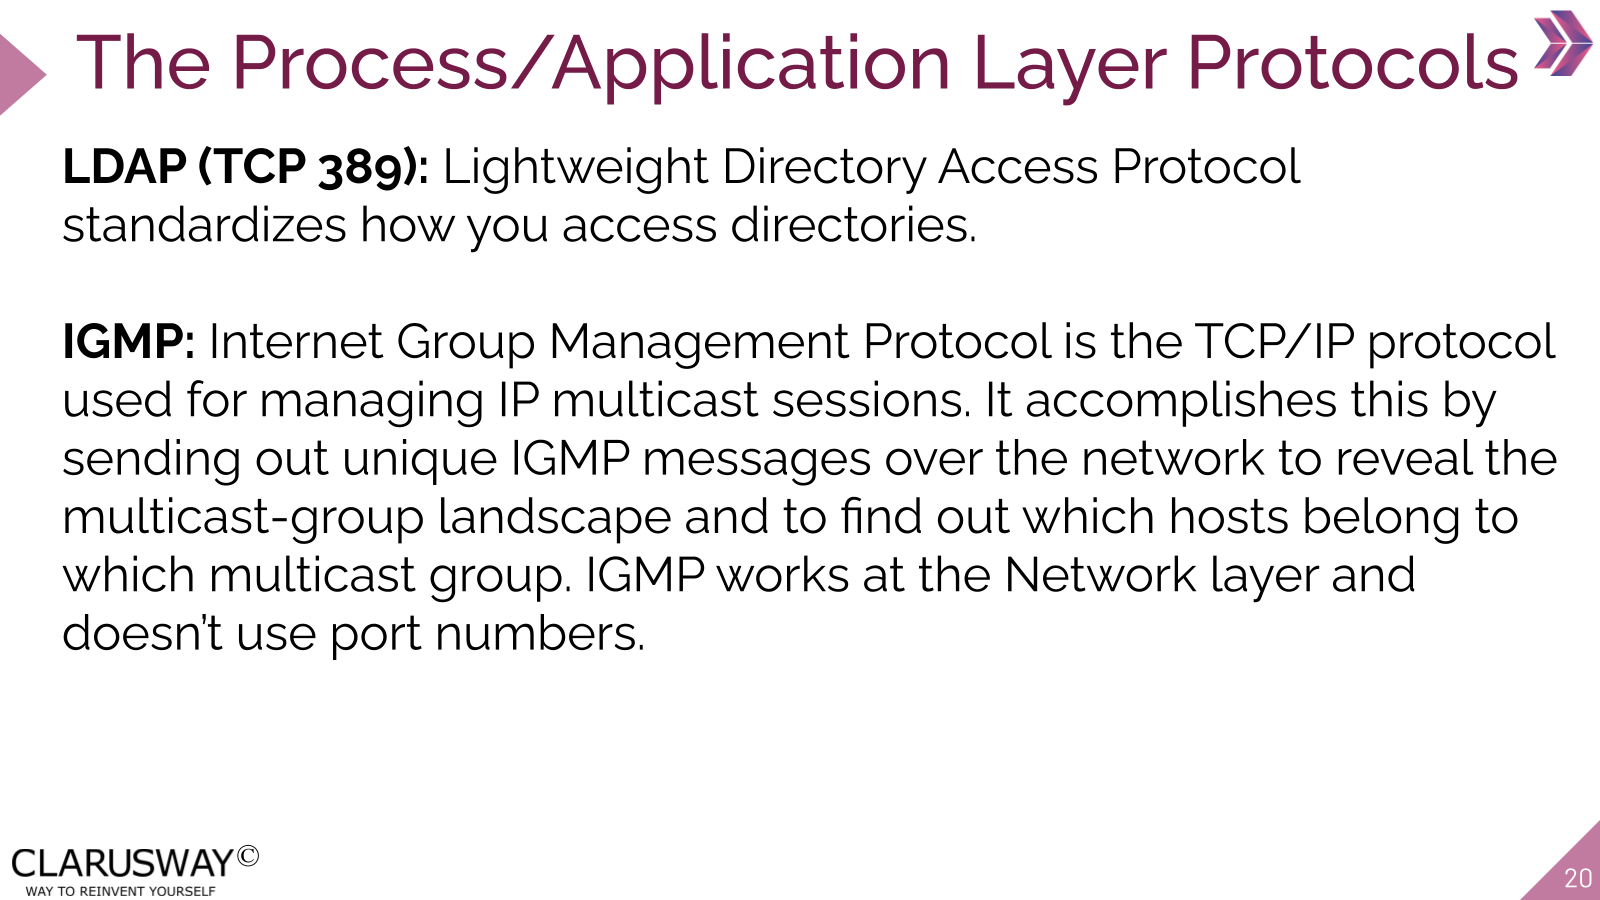 The Process/Application Layer Protocols
LDAP (TCP 389): Lightweight Directory Access Protocol
standardizes how you access directories.
IGMP: Internet Group Management Protocol is the TCP/IP protocol
used for managing IP multicast sessions. It accomplishes this by
sending out unique IGMP messages over the network to reveal the
multicast-group landscape and to find out which hosts belong to
which multicast group. IGMP works at the Network layer and
doesn’t use port numbers.
CLARUSWAY©
WAY TO REINVENT YOURSELF
20